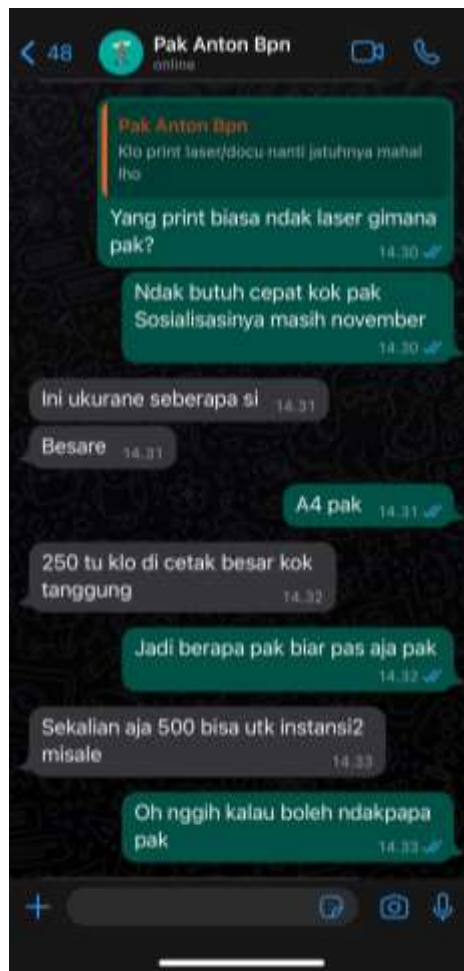 48
Pak Anton Bpn
online
Pak Anton Bpn
Klo print laser/docu nanti jatuhnya mahal
lho
Yang print biasa ndak laser gimana
pak?
14.30
Ndak butuh cepat kok pak
Sosialisasinya masih november
14.30
Ini ukurane seberapa si 14.31
Besare 14.31
A4 pak 14.31
250 tu klo di cetak besar kok
tanggung 14.32
Jadi berapa pak biar pas aja pak
14.32
Sekalian aja 500 bisa utk instansi2
misale 14.33
Oh nggih kalau boleh ndakpapa
pak 14.33